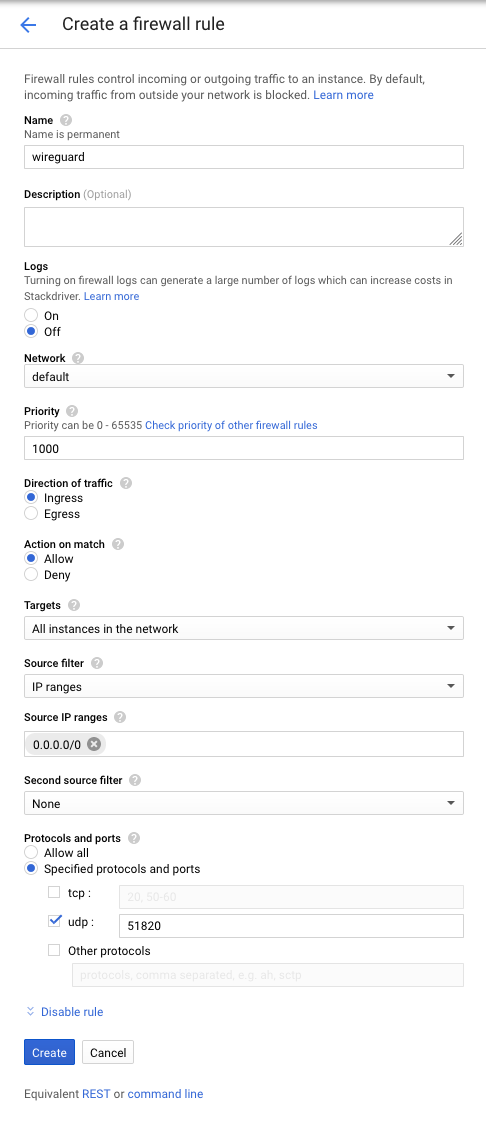 Create a firewall rule
Firewall rules control incoming or outgoing traffic to an instance. By default,
incoming traffic from outside your network is blocked. Learn more
Name ?
Name is permanent
wireguard
Description (Optional)
Logs
Turning on firewall logs can generate a large number of logs which can increase costs in
Stackdriver. Learn more
On
Off
Network ?
default
Priority ?
Priority can be 0 - 65535 Check priority of other firewall rules
1000
Direction of traffic ?
Ingress
Egress
Action on match ?
Allow
Deny
Targets ?
All instances in the network
Source filter ?
IP ranges
Source IP ranges ?
0.0.0.0/0
Second source filter ?
None
Protocols and ports ?
Allow all
Specified protocols and ports
tcp : 20, 50-60
udp : 51820
Other protocols
protocols, comma separated, e.g. ah, sctp
Disable rule
Create Cancel
Equivalent REST or command line